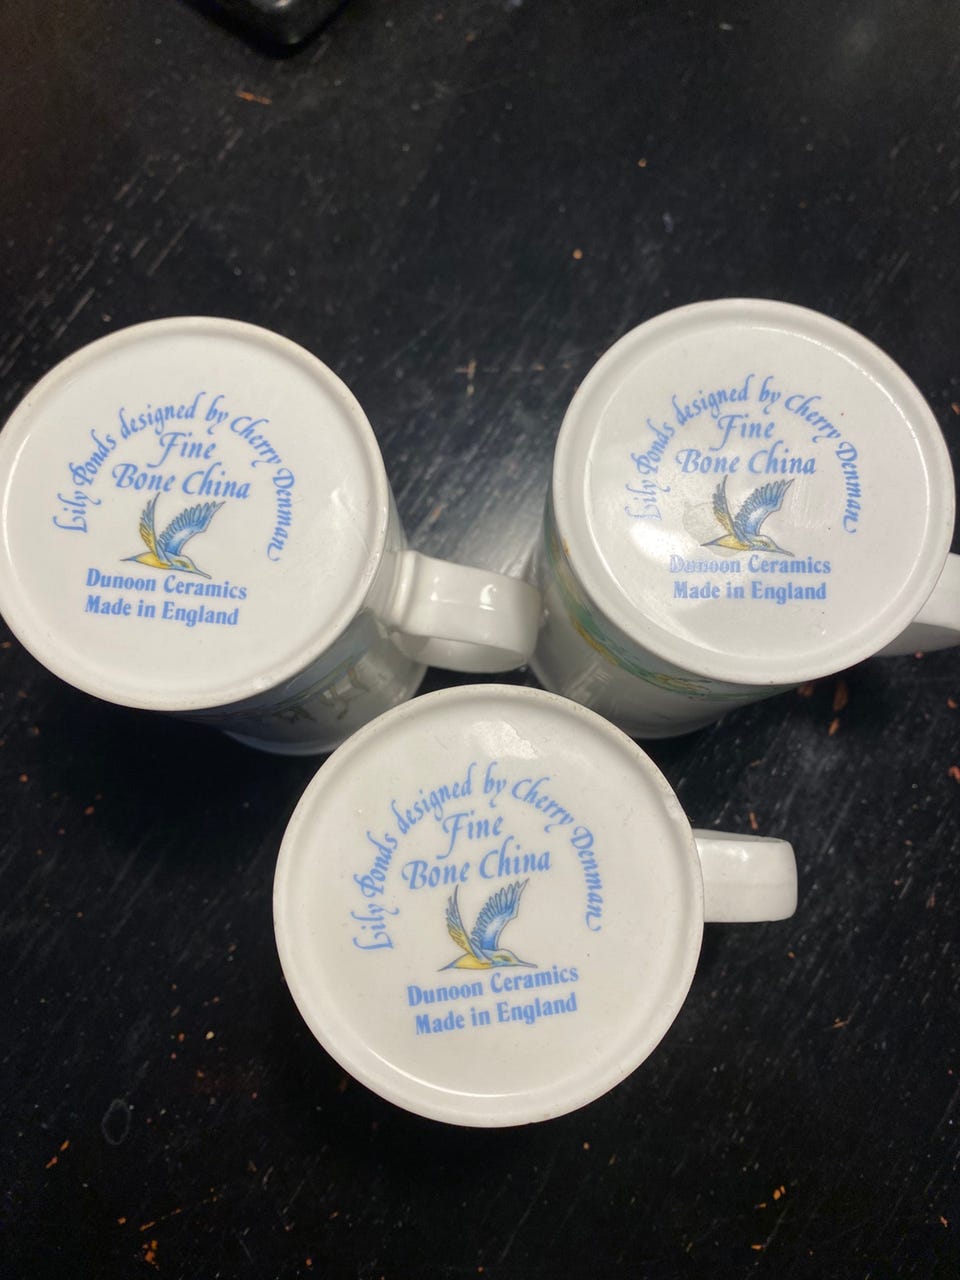 Lily Ponds designed by Cherry Denman
Fine
Bone China
Dunoon Ceramics
Made in England
Lily Ponds designed by Cherry Denman
Fine
Bone China
Dunoon Ceramics
Made in England
Lily Ponds designed by Cherry Denman
Fine
Bone China
Dunoon Ceramics
Made in England